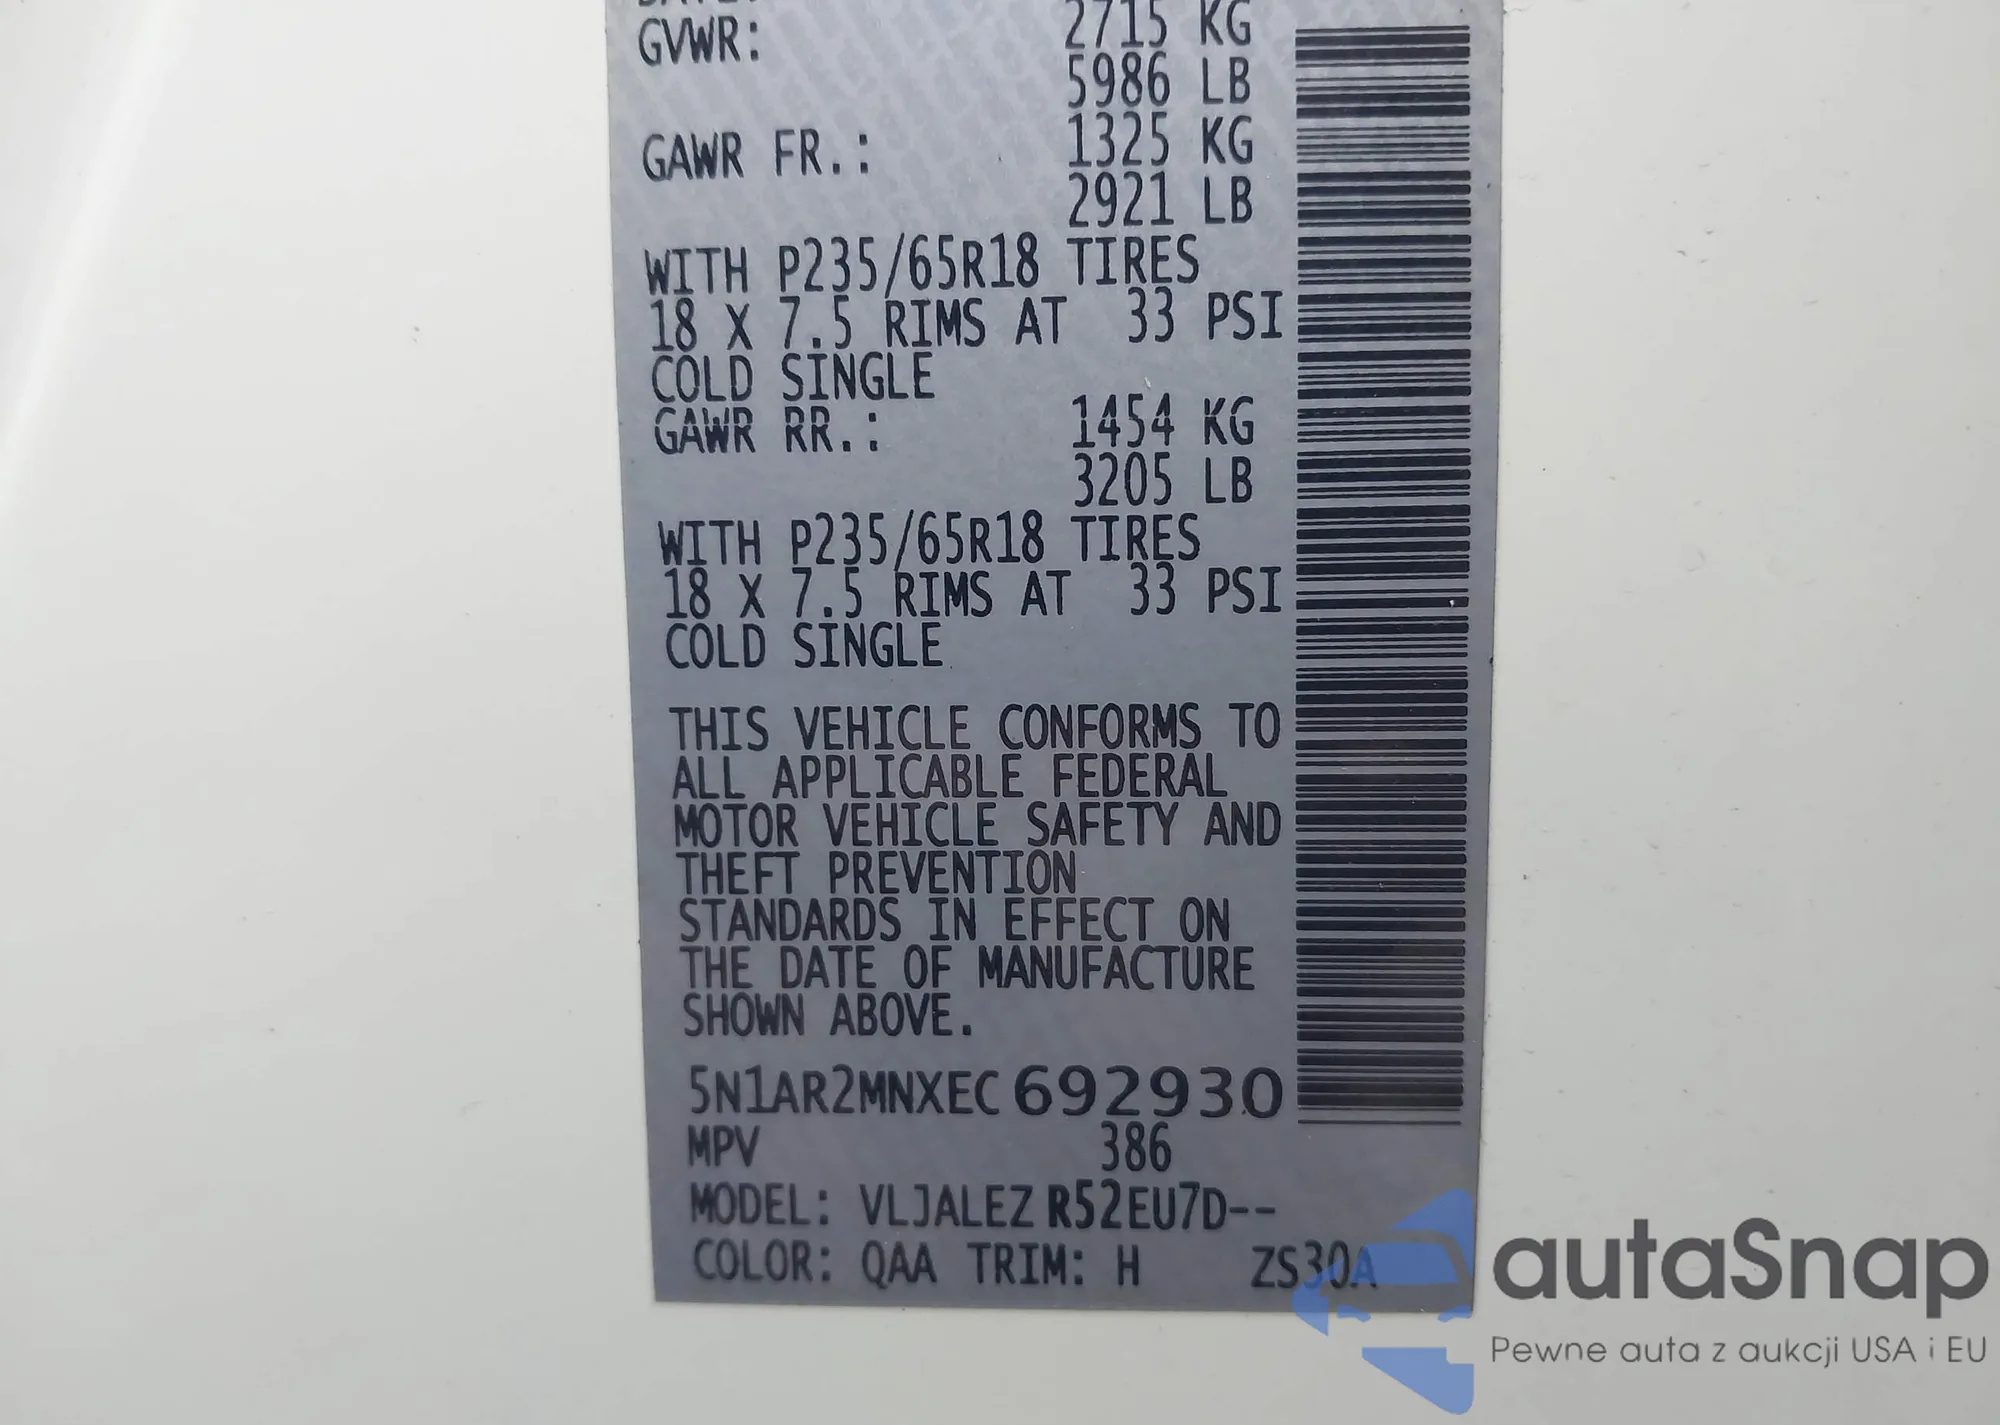 GVWR: 2715 KG
5986 LB
GAWR FR.: 1325 KG
2921 LB
WITH P235/65R18 TIRES
18 X 7.5 RIMS AT 33 PSI
COLD SINGLE
GAWR RR.: 1454 KG
3205 LB
WITH P235/65R18 TIRES
18 X 7.5 RIMS AT 33 PSI
COLD SINGLE
THIS VEHICLE CONFORMS TO
ALL APPLICABLE FEDERAL
MOTOR VEHICLE SAFETY AND
THEFT PREVENTION
STANDARDS IN EFFECT ON
THE DATE OF MANUFACTURE
SHOWN ABOVE.
5N1AR2MNXEC692930
MPV 386
MODEL: VLJALEZ R52EU7D--
COLOR: QAA TRIM: H ZS30A
autaSnap
Pewne auta z aukcji USA i EU